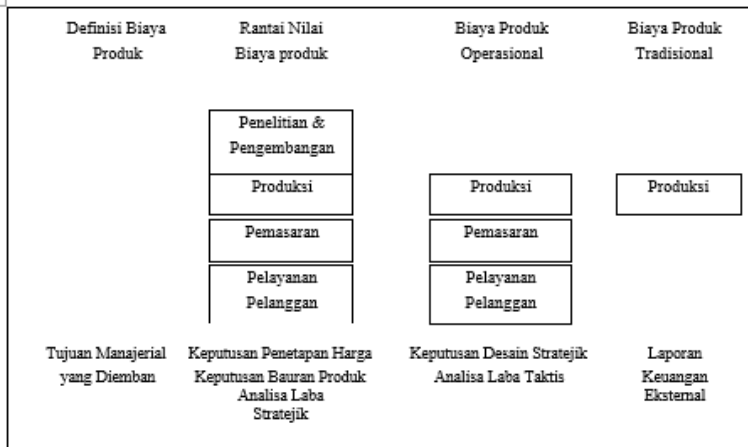 Definisi Biaya
Produk
Rantai Nilai
Biaya produk
Biaya Produk
Operasional
Biaya Produk
Tradisional
Penelitian &
Pengembangan
Produksi
Produksi
Produksi
Pemasaran
Pemasaran
Pelayanan
Pelanggan
Pelayanan
Pelanggan
Tujuan Manajerial
yang Diemban
Keputusan Penetapan Harga
Keputusan Bauran Produk
Analisa Laba
Stratejik
Keputusan Desain Stratejik
Analisa Laba Taktis
Laporan
Keuangan
Eksternal